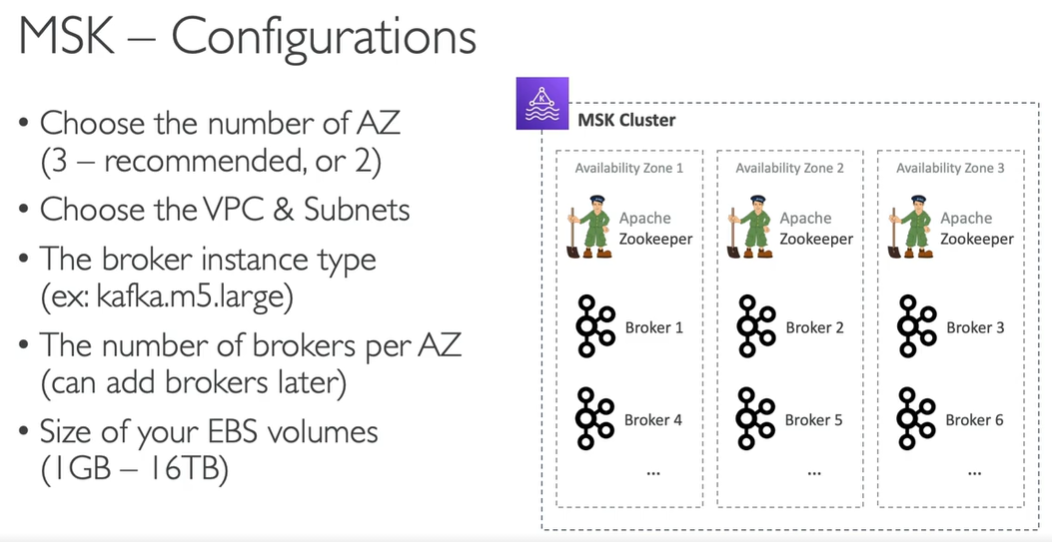 MSK – Configurations
• Choose the number of AZ
(3 – recommended, or 2)
• Choose the VPC & Subnets
• The broker instance type
(ex: kafka.m5.large)
• The number of brokers per AZ
(can add brokers later)
• Size of your EBS volumes
(1GB – 16TB)
K
MSK Cluster
Availability Zone 1
Apache
Zookeeper
Broker 1
Broker 4
...
Availability Zone 2
Apache
Zookeeper
Broker 2
Broker 5
...
Availability Zone 3
Apache
Zookeeper
Broker 3
Broker 6
...